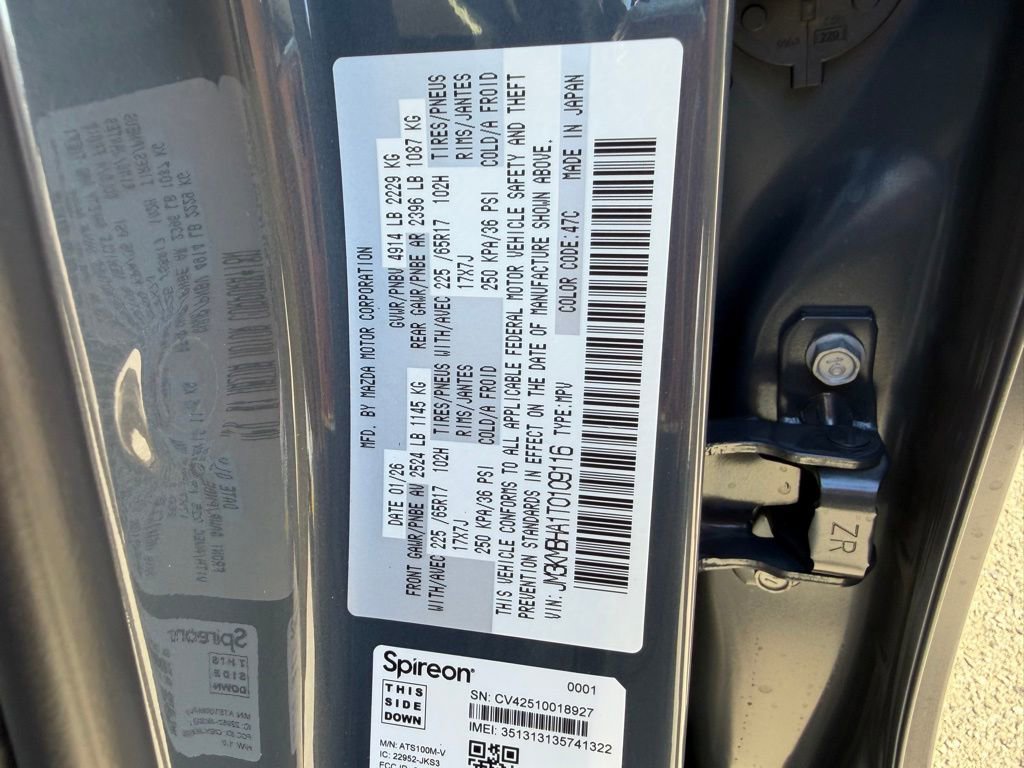 MFD. BY MAZDA MOTOR CORPORATION
DATE 01/26 GVWR/PNBV 4914 LB 2229 KG
FRONT GAWR/PNBE AV 2524 LB 1145 KG REAR GAWR/PNBE AR 2396 LB 1087 KG
WITH/AVEC 225 /65R17 102H TIRES/PNEUS WITH/AVEC 225 /65R17 102H TIRES/PNEUS
17X7J RIMS/JANTES 17X7J RIMS/JANTES
250 KPA/36 PSI COLD/A FROID 250 KPA/36 PSI COLD/A FROID
THIS VEHICLE CONFORMS TO ALL APPLICABLE FEDERAL MOTOR VEHICLE SAFETY AND THEFT
PREVENTION STANDARDS IN EFFECT ON THE DATE OF MANUFACTURE SHOWN ABOVE.
VIN: JM3KMBHA1T0109116 TYPE:MPV COLOR CODE: 47C MADE IN JAPAN
Spireon
THIS
SIDE
DOWN
0001
SN: CV42510018927
IMEI: 351313135741322
M/N: ATS100M-V
IC: 22952-JKS3
ZR